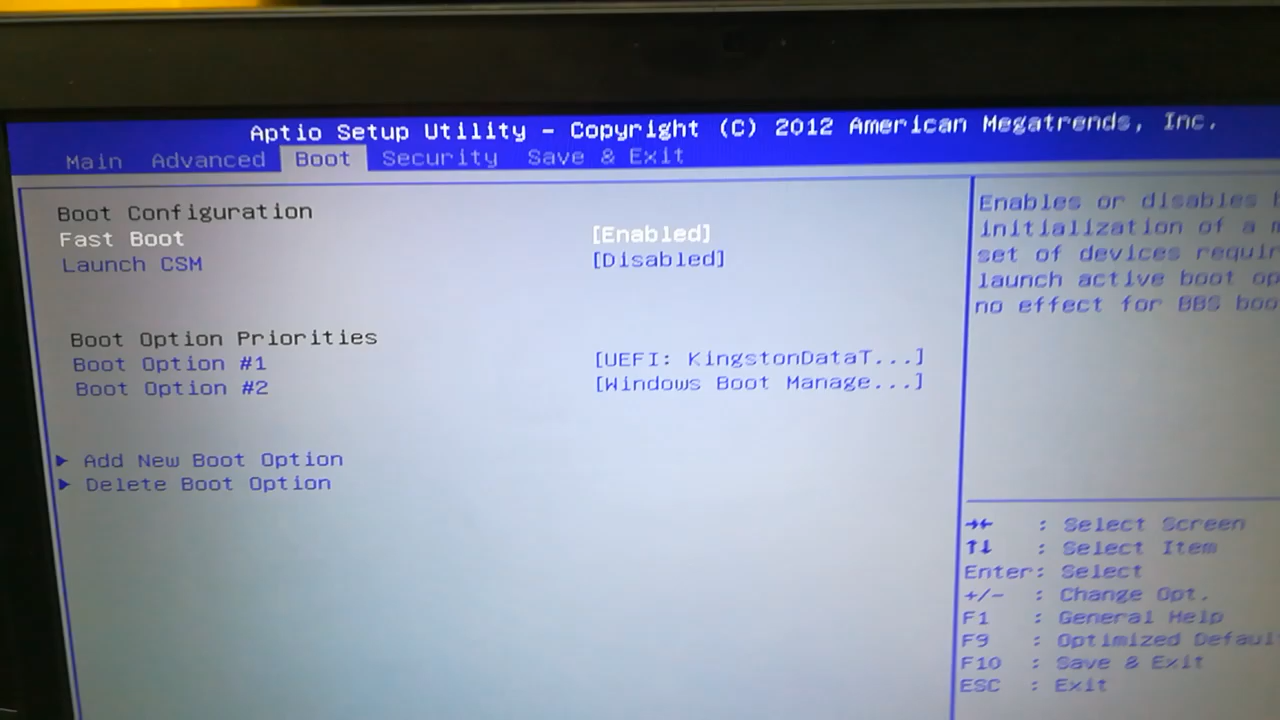 Aptio Setup Utility - Copyright (C) 2012 American Megatrends, Inc.
Main Advanced Boot Security Save & Exit
Boot Configuration
Fast Boot [Enabled]
Launch CSM [Disabled]
Boot Option Priorities
Boot Option #1 [UEFI: KingstonDataT...]
Boot Option #2 [Windows Boot Manage...]
▶ Add New Boot Option
▶ Delete Boot Option
Enables or disables
initialization of a
set of devices requir
launch active boot op
no effect for BBS boo
→← : Select Screen
↑↓ : Select Item
Enter: Select
+/- : Change Opt.
F1 : General Help
F9 : Optimized Defaul
F10 : Save & Exit
ESC : Exit